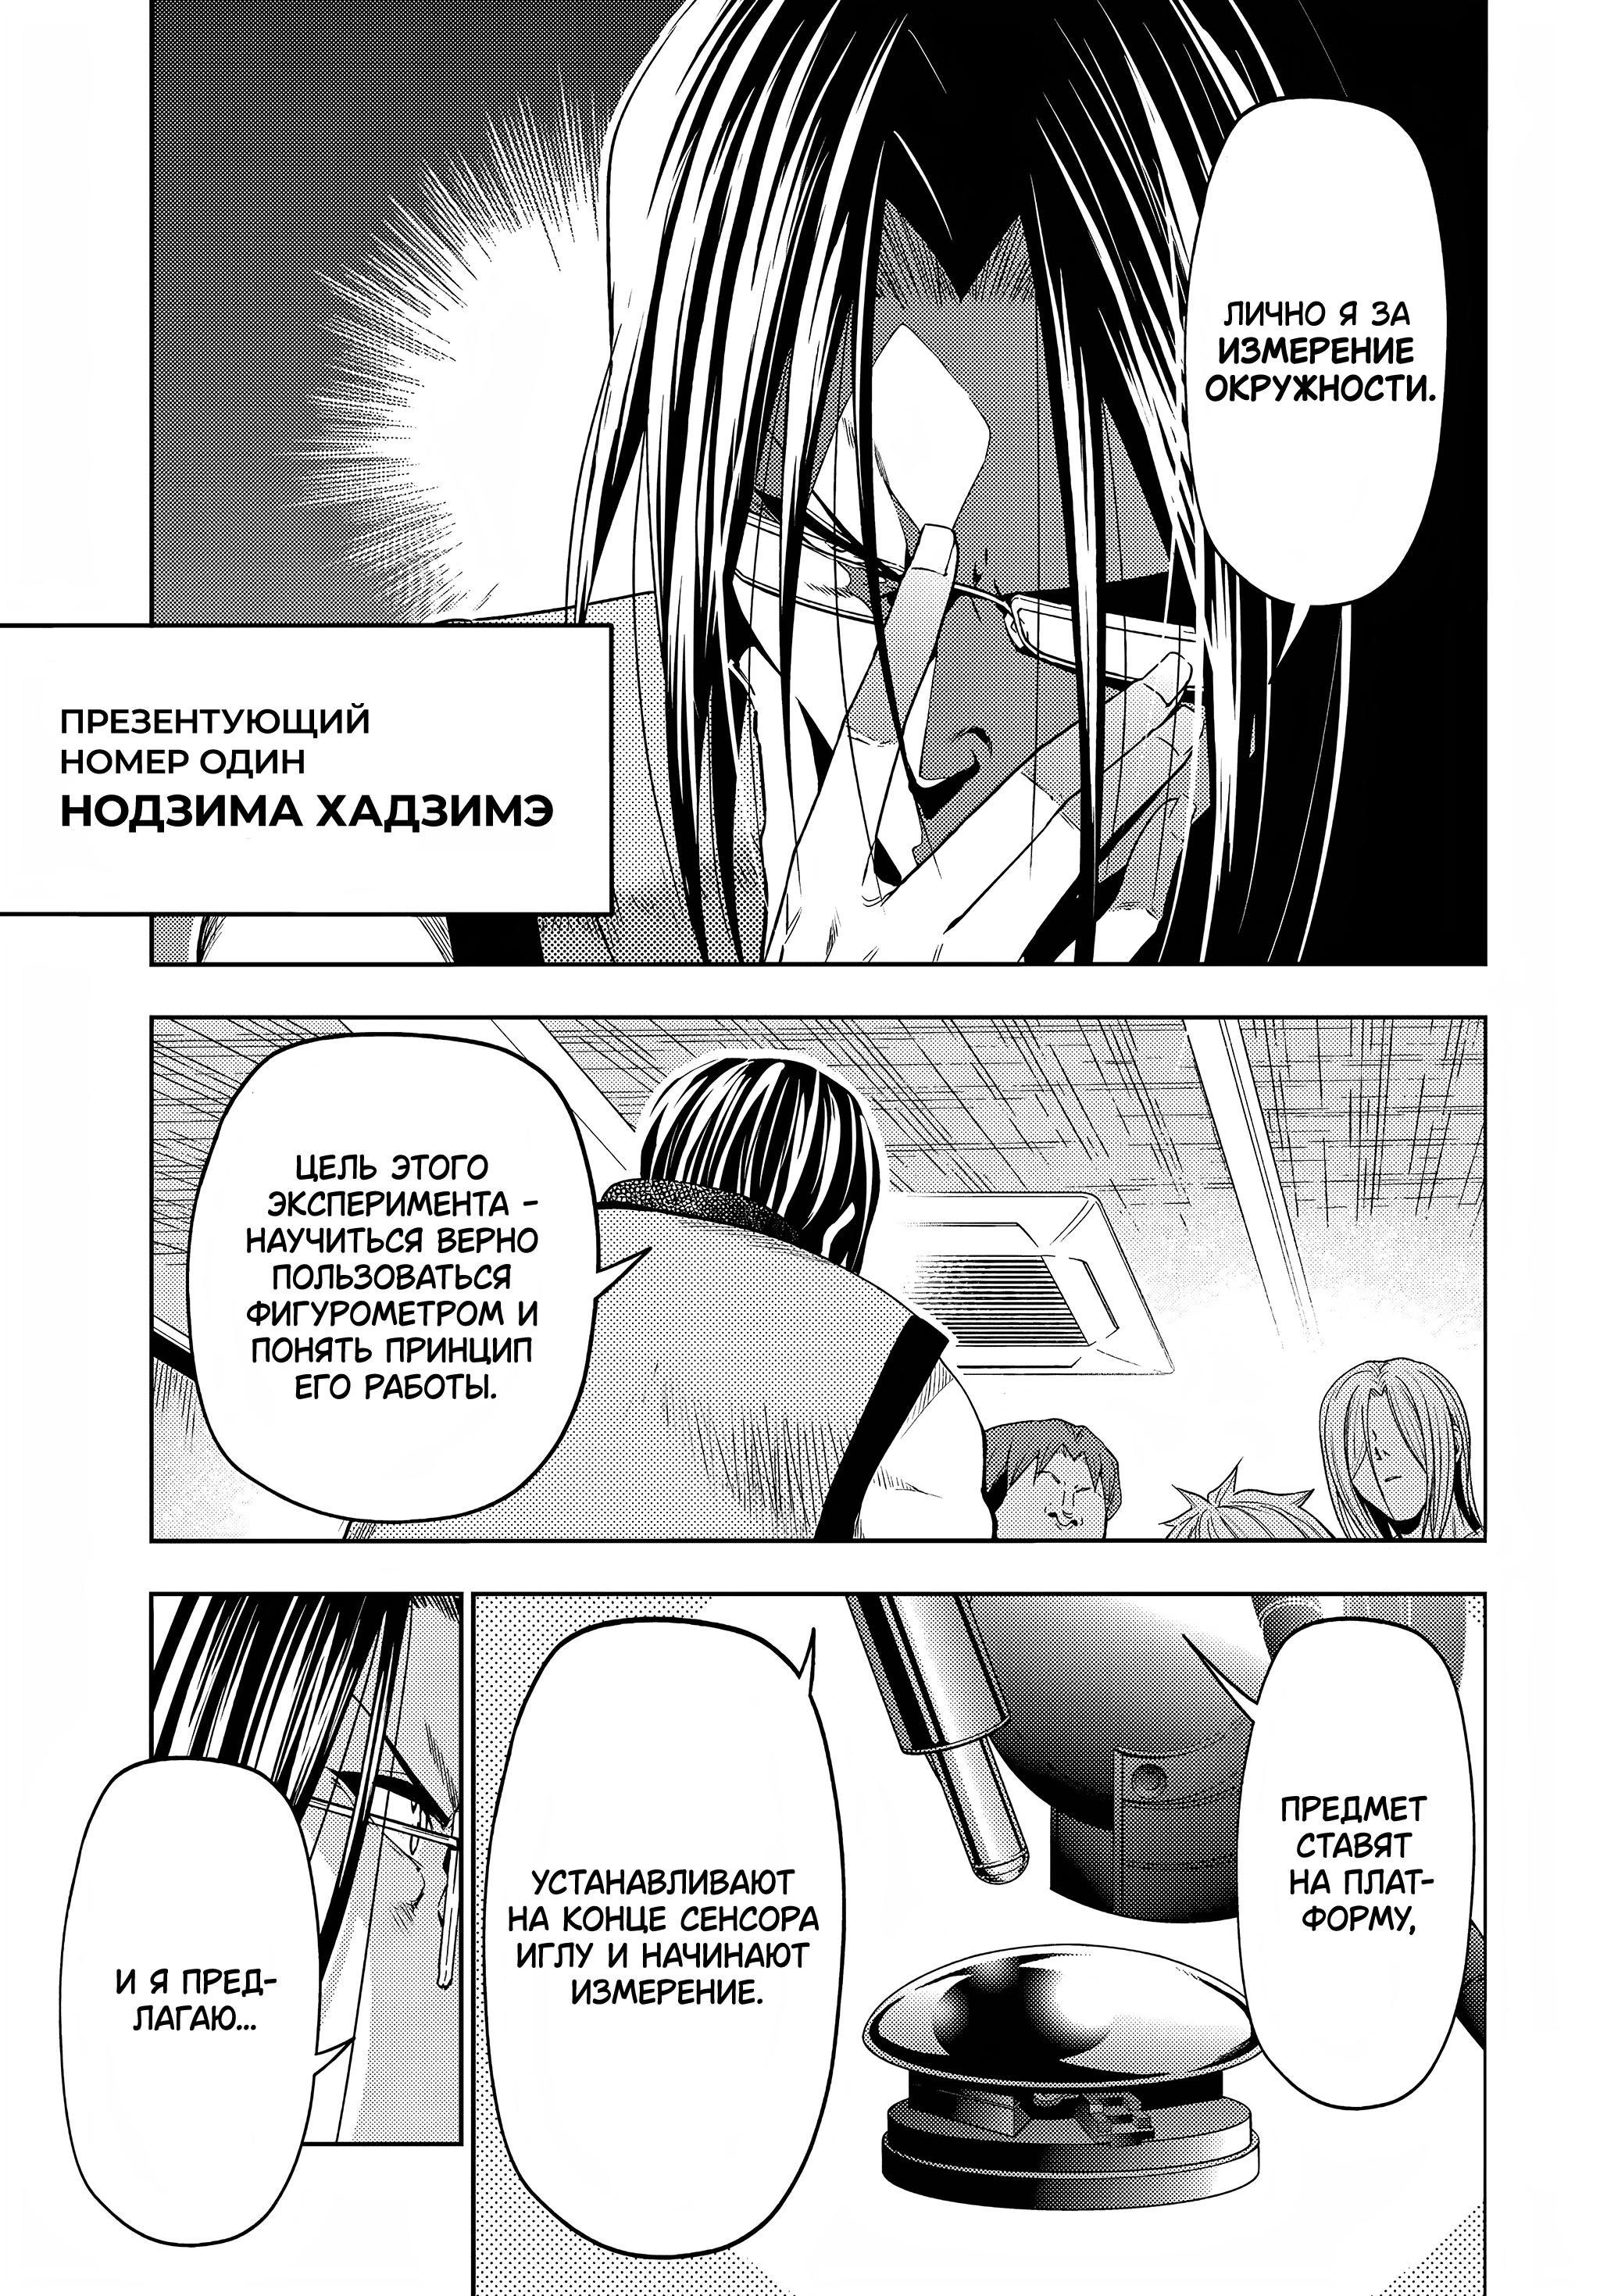 ЛИЧНО Я ЗА
ИЗМЕРЕНИЕ
ОКРУЖНОСТИ.
ПРЕЗЕНТУЮЩИЙ
НОМЕР ОДИН
НОДЗИМА ХАДЗИМЭ
ЦЕЛЬ ЭТОГО
ЭКСПЕРИМЕНТА -
НАУЧИТЬСЯ ВЕРНО
ПОЛЬЗОВАТЬСЯ
ФИГУРОМЕТРОМ И
ПОНЯТЬ ПРИНЦИП
ЕГО РАБОТЫ.
ПРЕДМЕТ
СТАВЯТ
НА ПЛАТ-
ФОРМУ,
УСТАНАВЛИВАЮТ
НА КОНЦЕ СЕНСОРА
ИГЛУ И НАЧИНАЮТ
ИЗМЕРЕНИЕ.
И Я ПРЕД-
ЛАГАЮ...